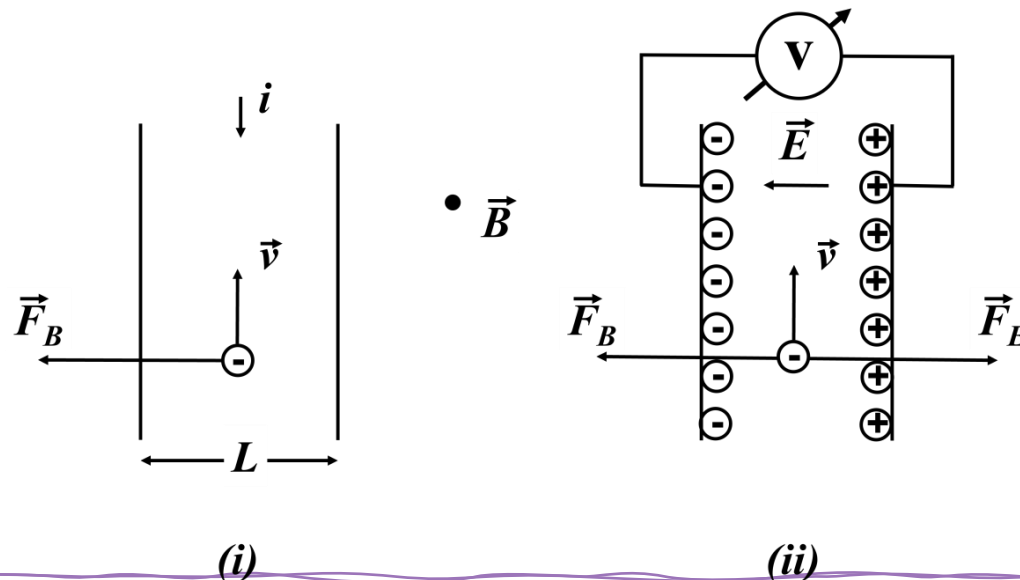 V
i
E
B
v
v
F_B
F_B
F_E
L
- - - - - - -
+ + + + + + +
-
-
(i)
(ii)